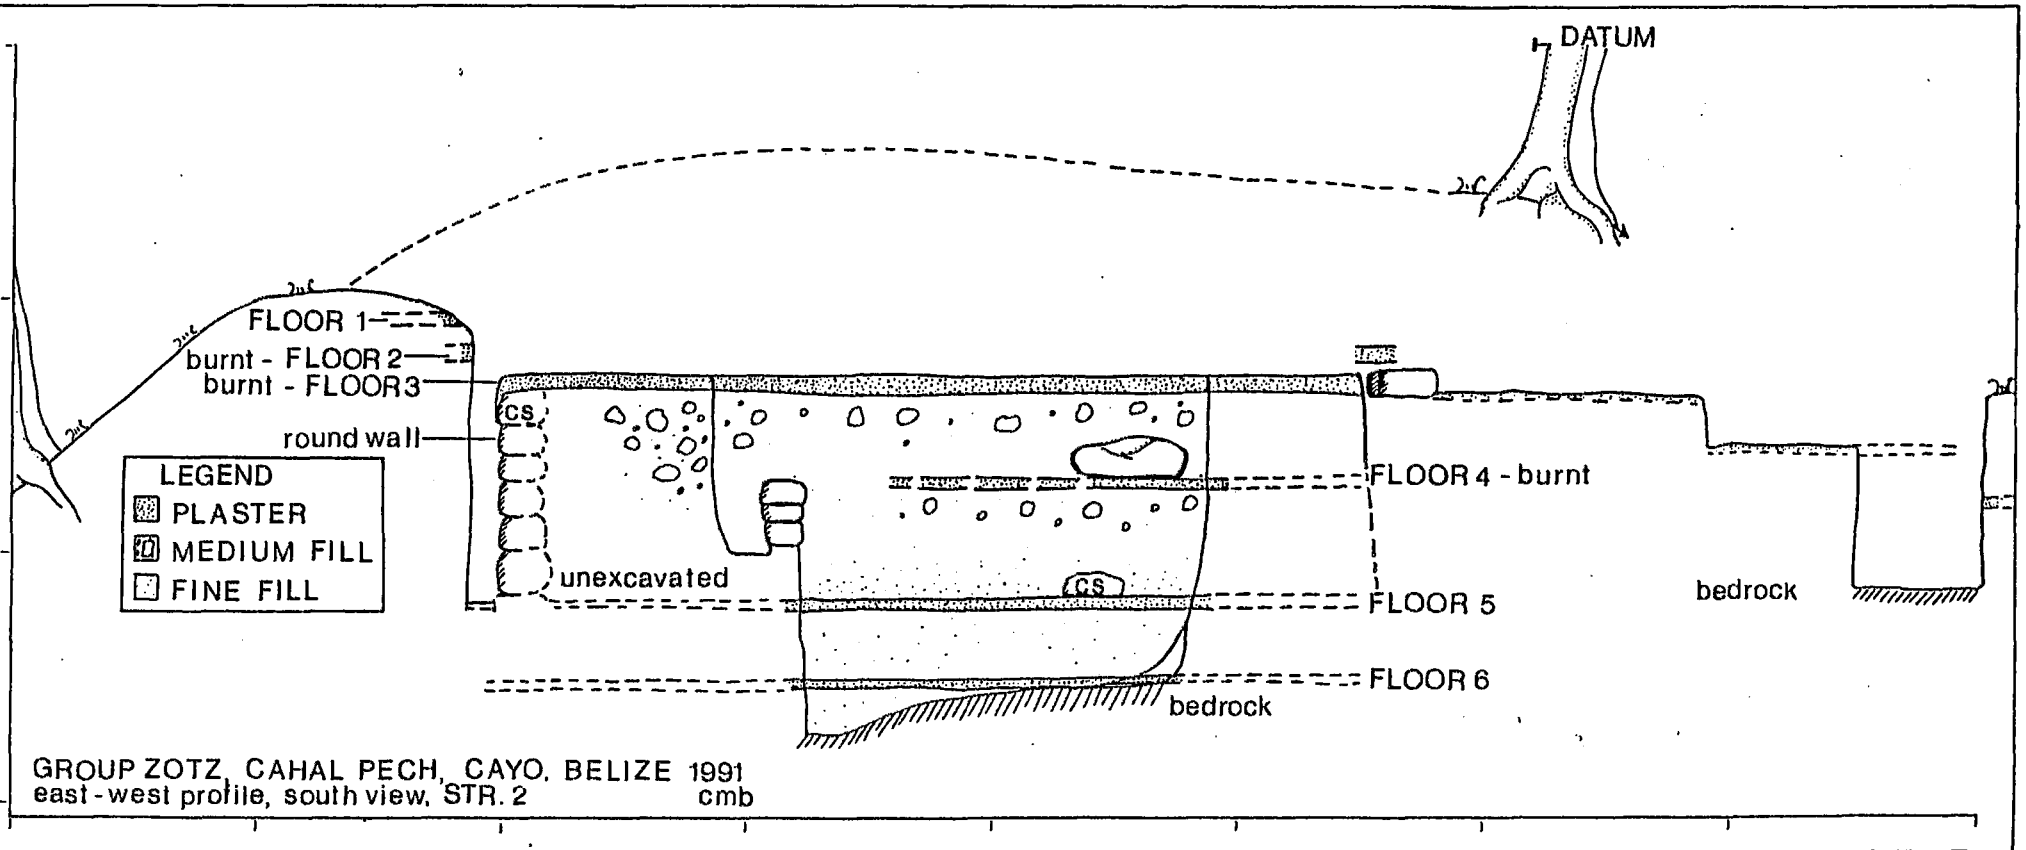 DATUM
FLOOR 1
burnt - FLOOR 2
burnt - FLOOR 3
CS
round wall
LEGEND
PLASTER
MEDIUM FILL
FINE FILL
unexcavated
FLOOR 4 - burnt
CS
FLOOR 5
bedrock
FLOOR 6
bedrock
GROUP ZOTZ, CAHAL PECH, CAYO, BELIZE 1991
east-west profile, south view, STR. 2 cmb